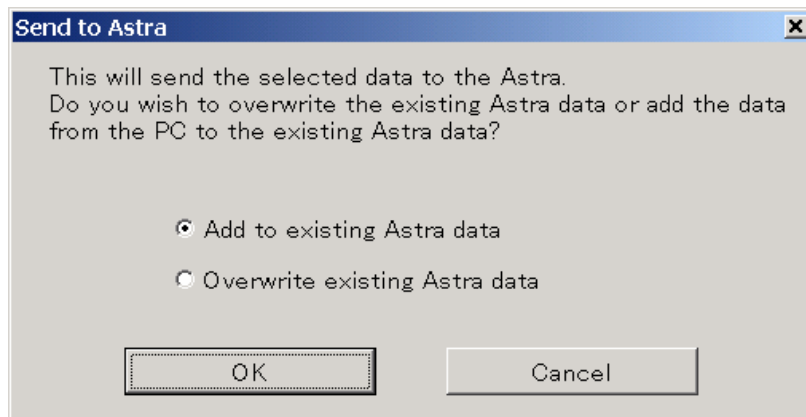 Send to Astra
This will send the selected data to the Astra.
Do you wish to overwrite the existing Astra data or add the data
from the PC to the existing Astra data?
Add to existing Astra data
Overwrite existing Astra data
OK
Cancel